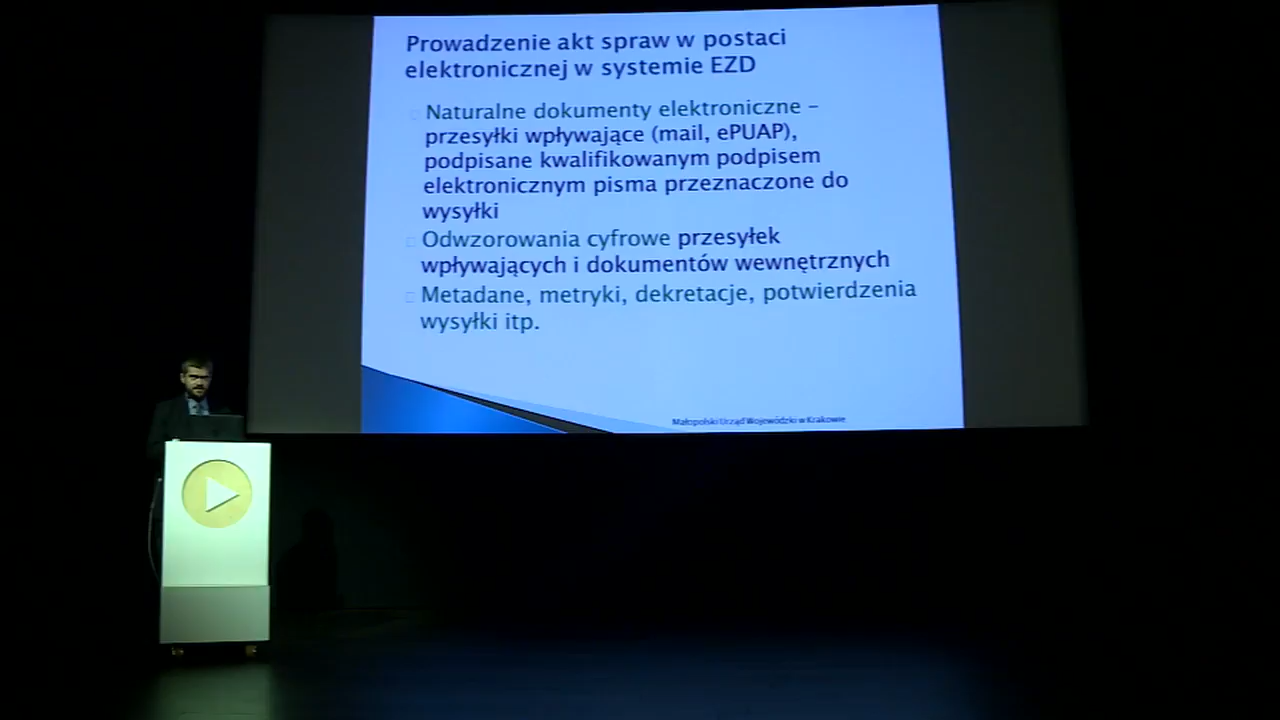 Prowadzenie akt spraw w postaci
elektronicznej w systemie EZD
Naturalne dokumenty elektroniczne –
przesyłki wpływające (mail, ePUAP),
podpisane kwalifikowanym podpisem
elektronicznym pisma przeznaczone do
wysyłki
Odwzorowania cyfrowe przesyłek
wpływających i dokumentów wewnętrznych
Metadane, metryki, dekretacje, potwierdzenia
wysyłki itp.
Małopolski Urząd Wojewódzki w Krakowie